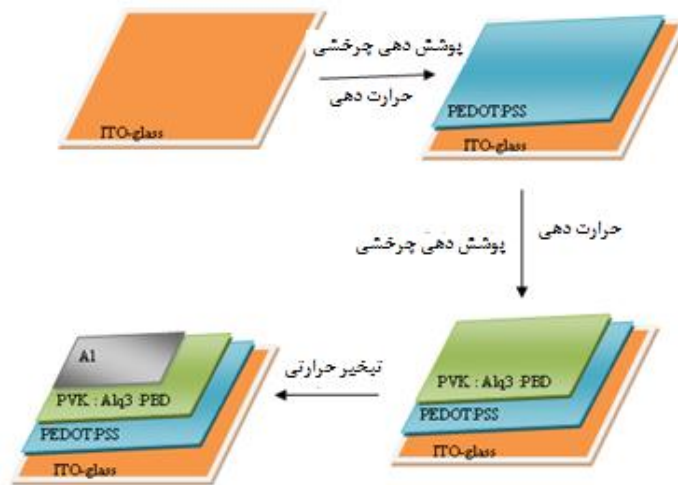 ITO-glass
پوشش دهی چرخشی
حرارت دهی
PEDOT:PSS
ITO-glass
پوشش دهی چرخشی
حرارت دهی
PVK : Alq3 :PBD
PEDOT:PSS
ITO-glass
تبخیر حرارتی
Al
PVK : Alq3 :PBD
PEDOT:PSS
ITO-glass